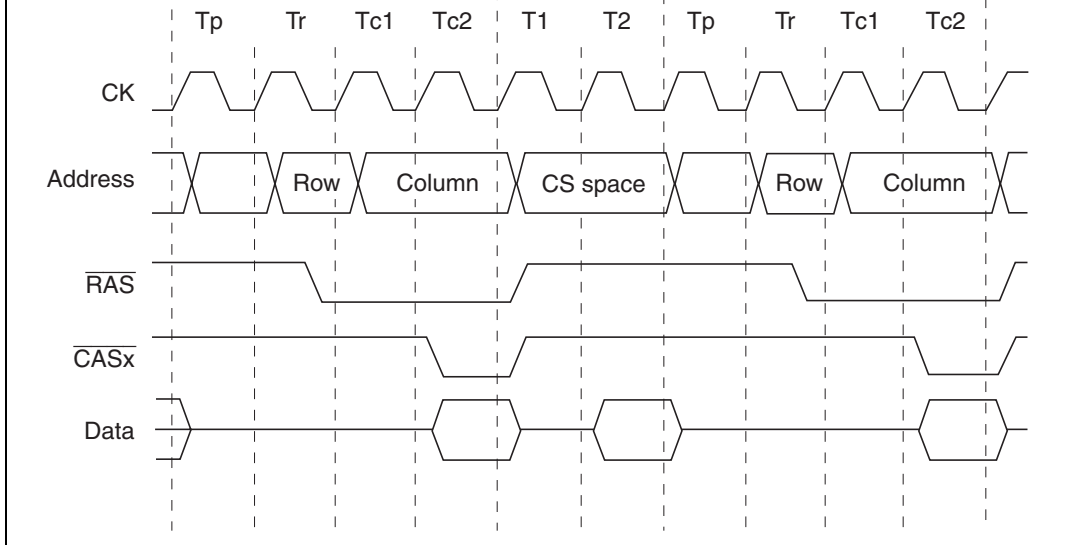 Tp Tr Tc1 Tc2 T1 T2 Tp Tr Tc1 Tc2
CK
Address Row Column CS space Row Column
RAS
CASx
Data